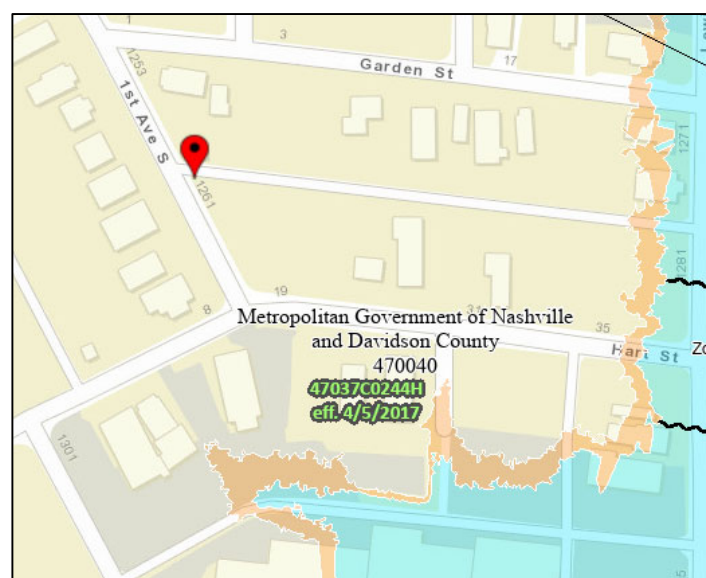 1
3
Garden St
17
1253
1st Ave S
1261
1271
1281
19
8
Metropolitan Government of Nashville
and Davidson County
470040
47037C0244H
eff. 4/5/2017
35
Hart St
1301